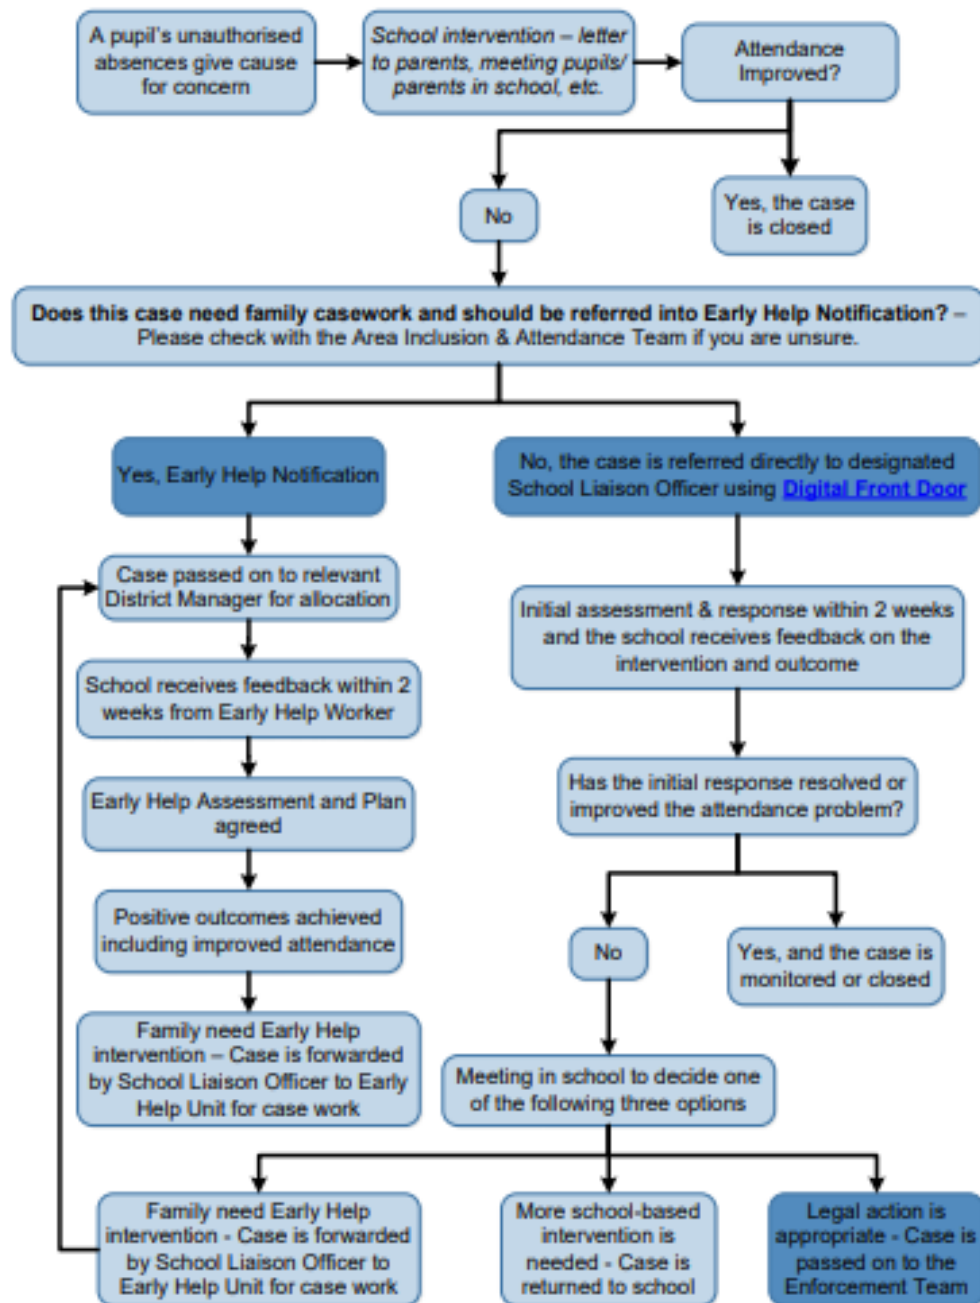 A pupil's unauthorised
absences give cause
for concern
School intervention – letter
to parents, meeting pupils/
parents in school, etc.
Attendance
Improved?
No
Yes, the case
is closed
Does this case need family casework and should be referred into Early Help Notification? –
Please check with the Area Inclusion & Attendance Team if you are unsure.
Yes, Early Help Notification
No, the case is referred directly to designated
School Liaison Officer using Digital Front Door
Case passed on to relevant
District Manager for allocation
Initial assessment & response within 2 weeks
and the school receives feedback on the
intervention and outcome
School receives feedback within 2
weeks from Early Help Worker
Has the initial response resolved or
improved the attendance problem?
Early Help Assessment and Plan
agreed
Positive outcomes achieved
including improved attendance
No
Yes, and the case is
monitored or closed
Family need Early Help
intervention – Case is forwarded
by School Liaison Officer to Early
Help Unit for case work
Meeting in school to decide one
of the following three options
Family need Early Help
intervention - Case is forwarded
by School Liaison Officer to
Early Help Unit for case work
More school-based
intervention is
needed - Case is
returned to school
Legal action is
appropriate - Case is
passed on to the
Enforcement Team